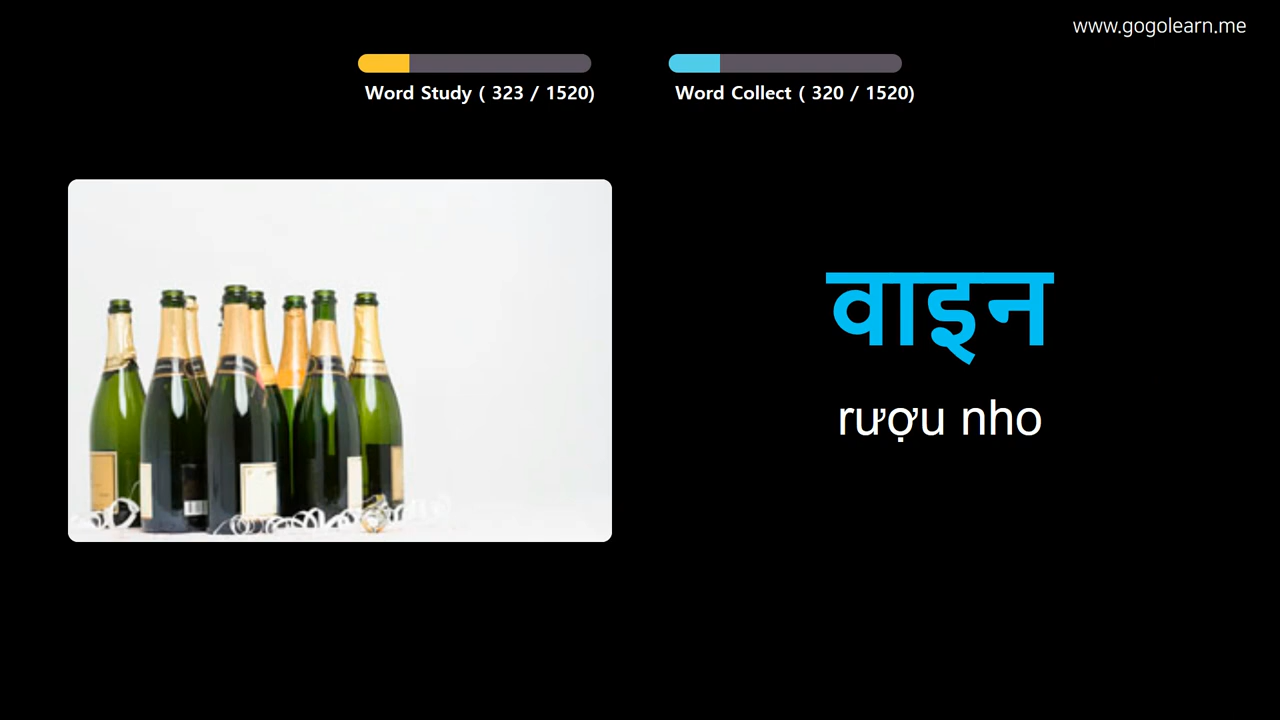 www.gogolearn.me
Word Study ( 323 / 1520)
Word Collect ( 320 / 1520)
वाइन
rượu nho